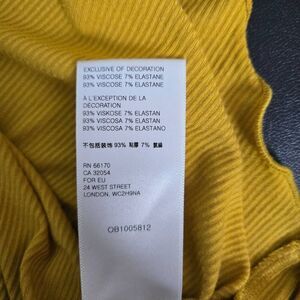 EXCLUSIVE OF DECORATION
93% VISCOSE 7% ELASTANE
93% VISCOSE 7% ELASTANE
À L'EXCEPTION DE LA
DÉCORATION
93% VISKOSE 7% ELASTAN
93% VISCOSA 7% ELASTAN
93% VISCOSA 7% ELASTANO
不包括装饰 93% 粘胶 7% 氨纶
RN 66170
CA 32054
FOR EU
24 WEST STREET
LONDON, WC2H9NA
OB1005812